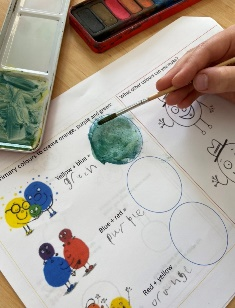 Primary colours to create orange, purple and green!
What other colours can you make?
Yellow + blue =
green
Blue + red =
purple
Red + yellow
orange